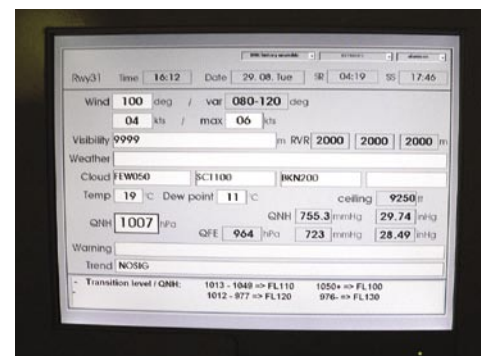 Rwy31 Time 16:12 Date 29. 08. Tue SR 04:19 SS 17:46
Wind 100 deg / var 080-120 deg
04 kts / max 06 kts
Visibility 9999 m RVR 2000 2000 2000 m
Weather
Cloud FEW050 SCT100 BKN200
Temp 19 °C Dew point 11 °C ceiling 9250 ft
QNH 1007 hPa QNH 755.3 mmHg 29.74 inHg
QFE 964 hPa 723 mmHg 28.49 inHg
Warning
Trend NOSIG
- Transition level / QNH: 1013 - 1049 => FL110 1050+ => FL100
- 1012 - 977 => FL120 976- => FL130